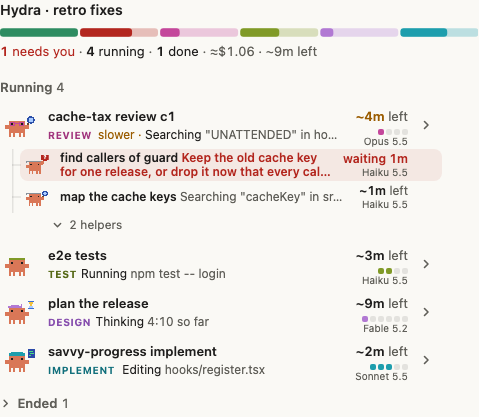 Hydra · retro fixes
1 needs you · 4 running · 1 done · ≈$1.06 · ~9m left
Running 4
cache-tax review c1
~4m left
REVIEW slower · Searching "UNATTENDED" in ho...
Opus 5.5
find callers of guard Keep the old cache key
waiting 1m
for one release, or drop it now that every cal...
Haiku 5.5
map the cache keys Searching "cacheKey" in sr...
~1m left
Haiku 5.5
2 helpers
e2e tests
~3m left
TEST Running npm test -- login
Haiku 5.5
plan the release
~9m left
DESIGN Thinking 4:10 so far
Fable 5.2
savvy-progress implement
~2m left
IMPLEMENT Editing hooks/register.tsx
Sonnet 5.5
Ended 1